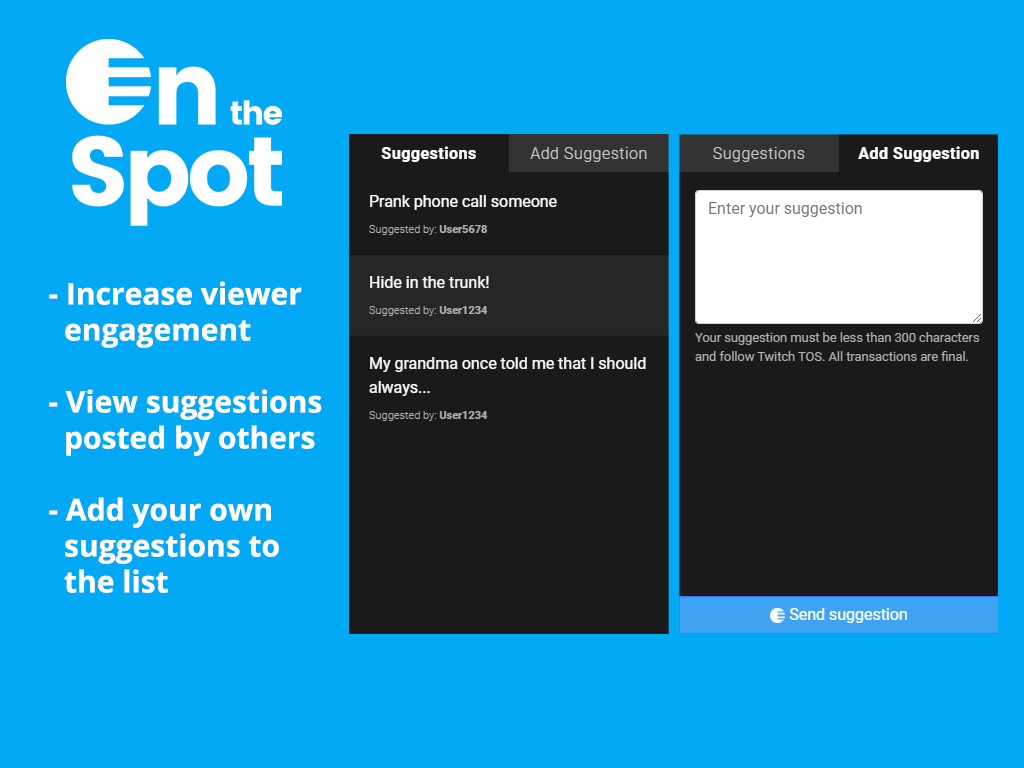 On the
Spot
- Increase viewer
engagement
- View suggestions
posted by others
- Add your own
suggestions to
the list
Suggestions
Add Suggestion
Prank phone call someone
Suggested by: User5678
Hide in the trunk!
Suggested by: User1234
My grandma once told me that I should
always...
Suggested by: User1234
Suggestions
Add Suggestion
Enter your suggestion
Your suggestion must be less than 300 characters
and follow Twitch TOS. All transactions are final.
Send suggestion